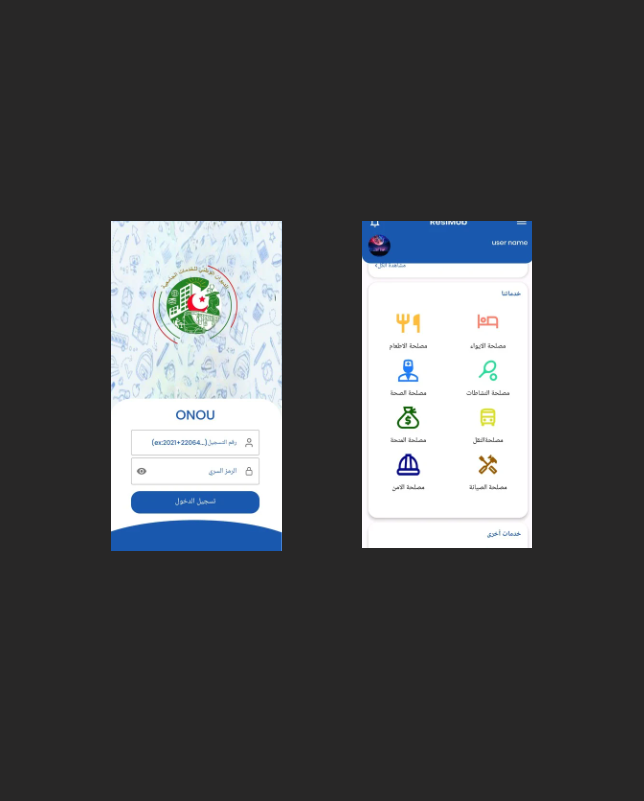 الديوان الوطني للخدمات الجامعية
ONOU
رقم التسجيل(...ex:2021+22064)
الرمز السري
تسجيل الدخول
ResiMob
user name
مشاهدة الكل>
خدماتنا
مصلحة الايواء
مصلحة الاطعام
مصلحة النشاطات
مصلحة الصحة
مصلحةالنقل
مصلحة المنحة
مصلحة الصيانة
مصلحة الامن
خدمات أخرى